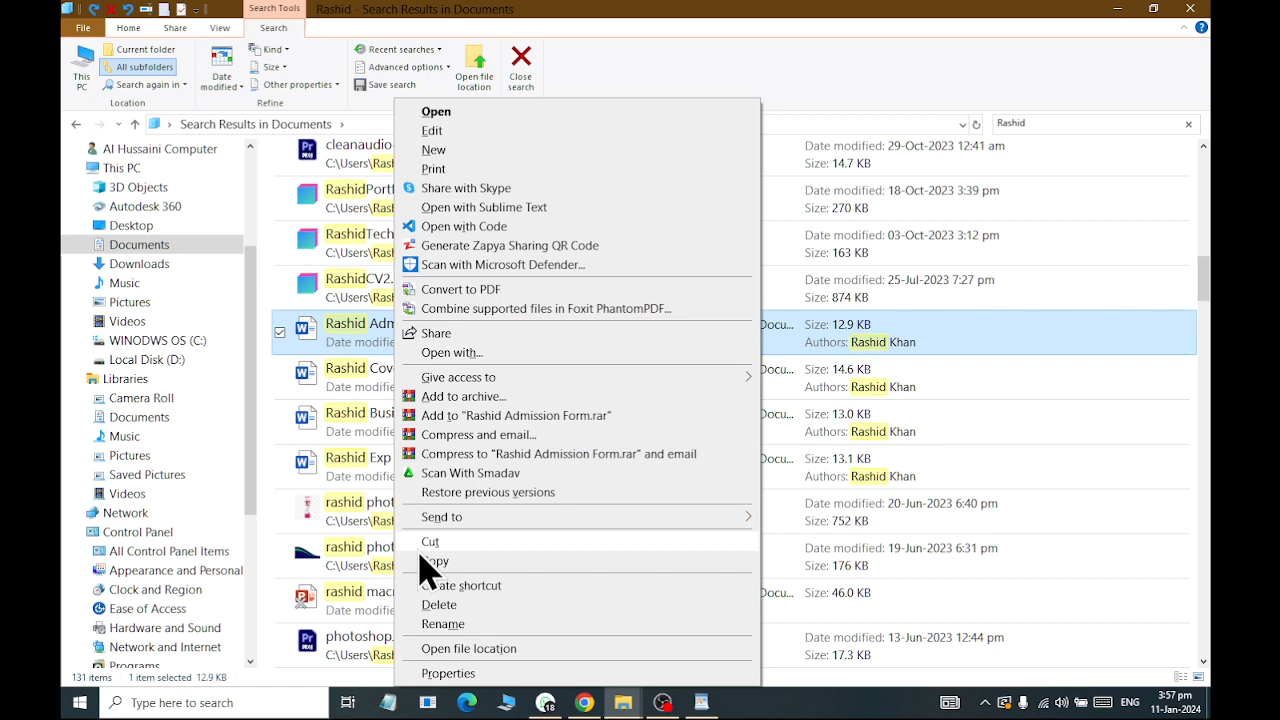 Search Tools
Rashid - Search Results in Documents
File
Home
Share
View
Search
This PC
Current folder
All subfolders
Search again in
Location
Date modified
Kind
Size
Other properties
Refine
Recent searches
Advanced options
Save search
Open file location
Close search
Search Results in Documents
Rashid
Al Hussaini Computer
This PC
3D Objects
Autodesk 360
Desktop
Documents
Downloads
Music
Pictures
Videos
WINODWS OS (C:)
Local Disk (D:)
Libraries
Camera Roll
Documents
Music
Pictures
Saved Pictures
Videos
Network
Control Panel
All Control Panel Items
Appearance and Personal
Clock and Region
Ease of Access
Hardware and Sound
Network and Internet
Programs
cleanaudio
C:\Users\Rash
RashidPortf
C:\Users\Rash
RashidTech
C:\Users\Rash
RashidCV2.
C:\Users\Rash
Rashid Adm
Date modifie
Rashid Cov
Date modifie
Rashid Busi
Date modifie
Rashid Exp
Date modifie
rashid phot
C:\Users\Rash
rashid phot
C:\Users\Rash
rashid macr
Date modifie
photoshop.
C:\Users\Rash
Open
Edit
New
Print
Share with Skype
Open with Sublime Text
Open with Code
Generate Zapya Sharing QR Code
Scan with Microsoft Defender...
Convert to PDF
Combine supported files in Foxit PhantomPDF...
Share
Open with...
Give access to
Add to archive...
Add to "Rashid Admission Form.rar"
Compress and email...
Compress to "Rashid Admission Form.rar" and email
Scan With Smadav
Restore previous versions
Send to
Cut
opy
ate shortcut
Delete
Rename
Open file location
Properties
Date modified: 29-Oct-2023 12:41 am
Size: 14.7 KB
Date modified: 18-Oct-2023 3:39 pm
Size: 270 KB
Date modified: 03-Oct-2023 3:12 pm
Size: 163 KB
Date modified: 25-Jul-2023 7:27 pm
Size: 874 KB
Docu... Size: 12.9 KB
Authors: Rashid Khan
Docu... Size: 14.6 KB
Authors: Rashid Khan
Docu... Size: 13.0 KB
Authors: Rashid Khan
Docu... Size: 13.1 KB
Authors: Rashid Khan
Date modified: 20-Jun-2023 6:40 pm
Size: 752 KB
Date modified: 19-Jun-2023 6:31 pm
Size: 176 KB
Docu... Size: 46.0 KB
Date modified: 13-Jun-2023 12:44 pm
Size: 17.3 KB
131 items 1 item selected 12.9 KB
Type here to search
18
ENG
3:57 pm
11-Jan-2024